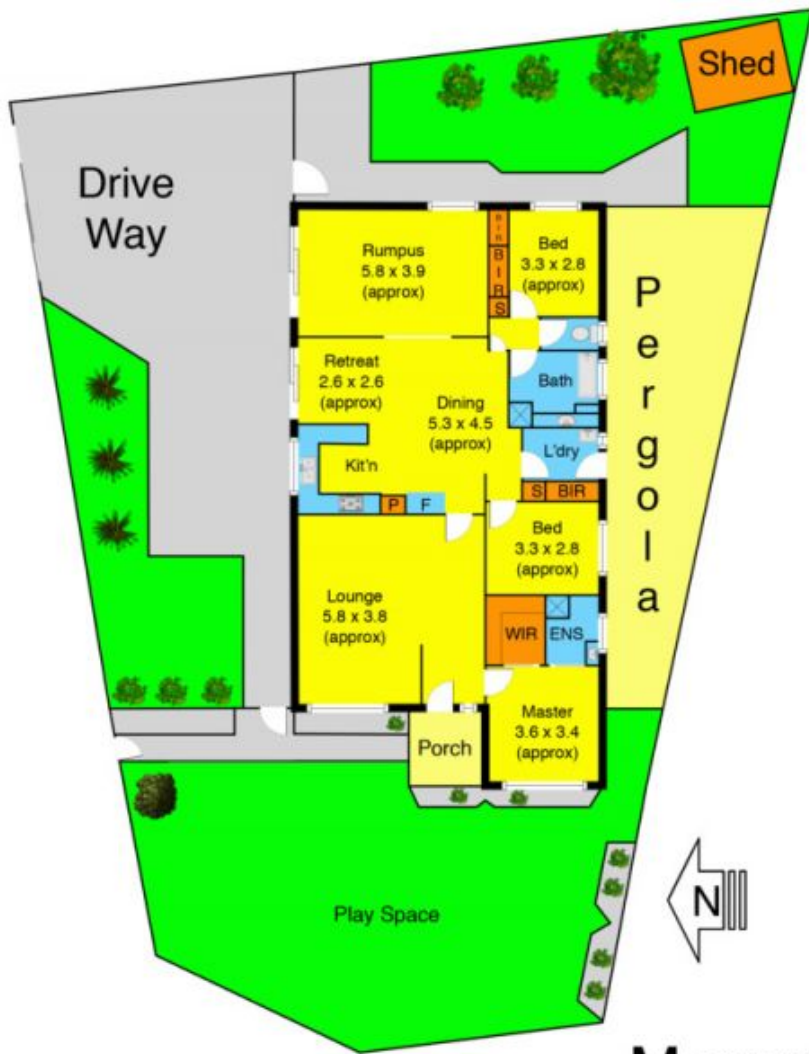 Shed
Drive
Way
Rumpus
5.8 x 3.9
(approx)
BIR
BIR
S
Bed
3.3 x 2.8
(approx)
Pergola
Retreat
2.6 x 2.6
(approx)
Dining
5.3 x 4.5
(approx)
Bath
Kit'n
L'dry
P
F
S
BIR
Bed
3.3 x 2.8
(approx)
Lounge
5.8 x 3.8
(approx)
WIR
ENS
Master
3.6 x 3.4
(approx)
Porch
N
Play Space